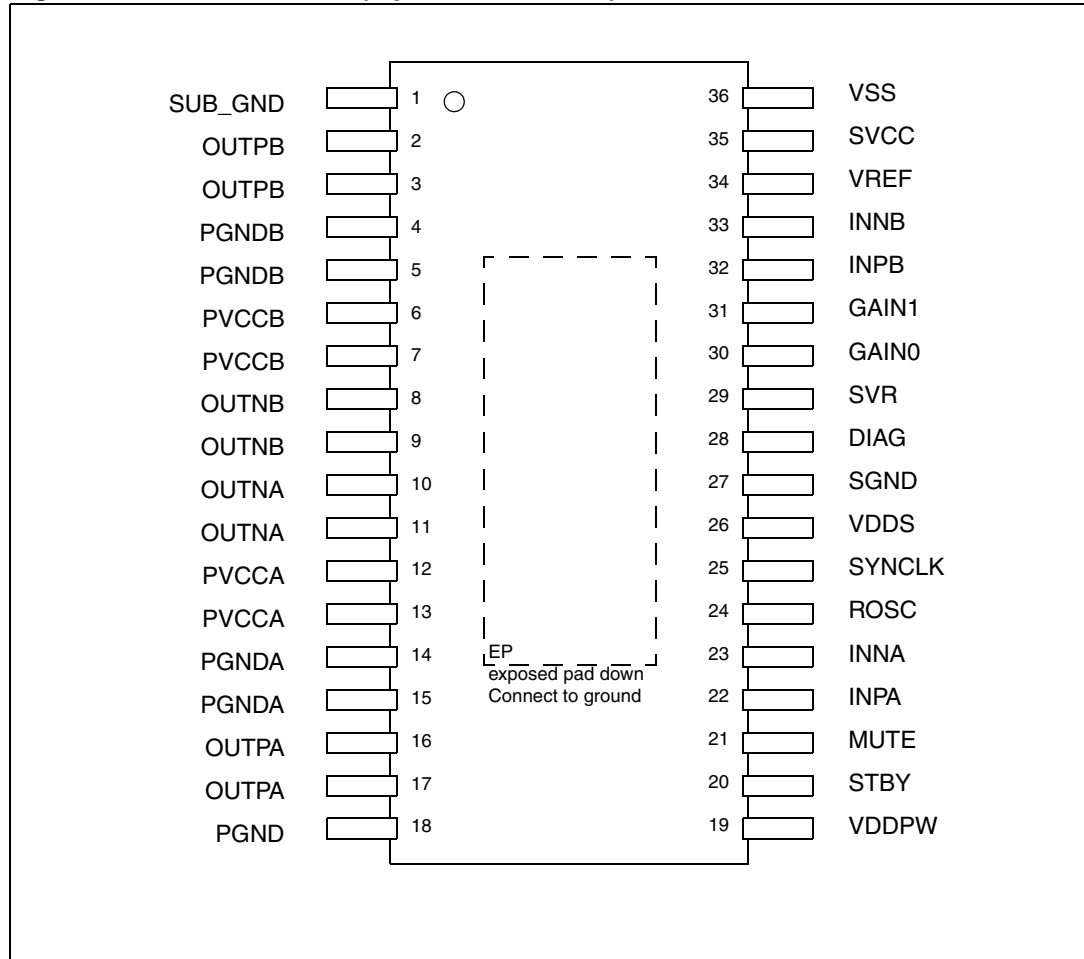 SUB_GND 1 36 VSS
OUTPB 2 35 SVCC
OUTPB 3 34 VREF
PGNDB 4 33 INNB
PGNDB 5 32 INPB
PVCCB 6 31 GAIN1
PVCCB 7 30 GAIN0
OUTNB 8 29 SVR
OUTNB 9 28 DIAG
OUTNA 10 27 SGND
OUTNA 11 26 VDDS
PVCCA 12 25 SYNCLK
PVCCA 13 24 ROSC
PGNDA 14 EP 23 INNA
exposed pad down
PGNDA 15 Connect to ground 22 INPA
OUTPA 16 21 MUTE
OUTPA 17 20 STBY
PGND 18 19 VDDPW